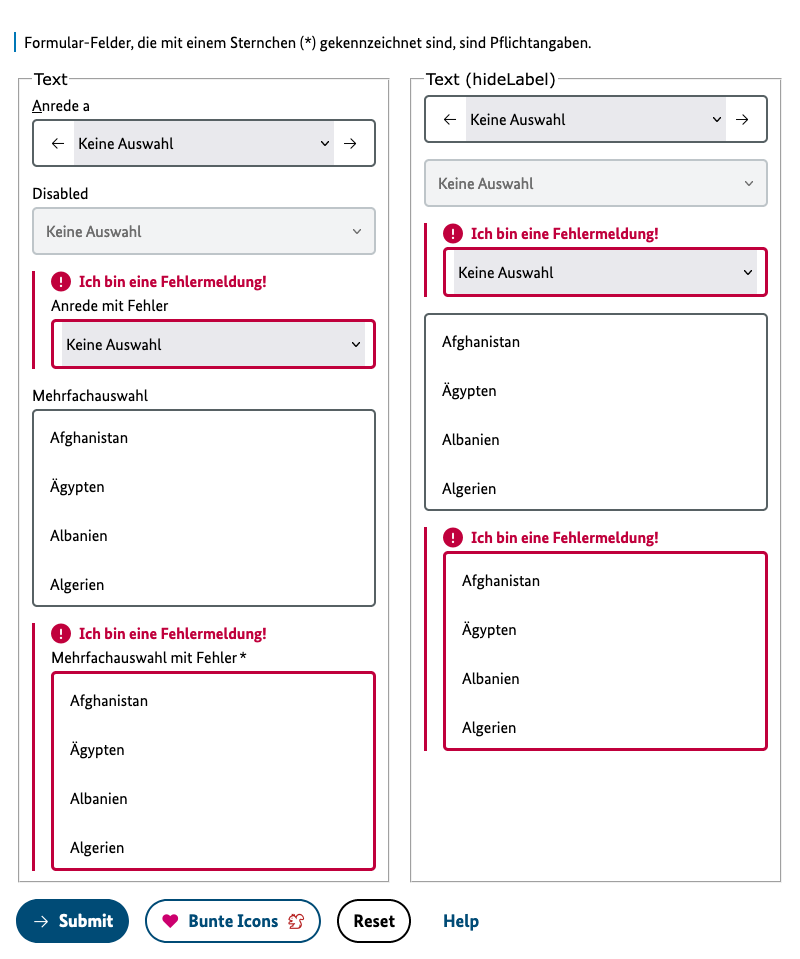 Formular-Felder, die mit einem Sternchen (*) gekennzeichnet sind, sind Pflichtangaben.
Text
Anrede a
Keine Auswahl
Disabled
Keine Auswahl
Ich bin eine Fehlermeldung!
Anrede mit Fehler
Keine Auswahl
Mehrfachauswahl
Afghanistan
Ägypten
Albanien
Algerien
Ich bin eine Fehlermeldung!
Mehrfachauswahl mit Fehler*
Afghanistan
Ägypten
Albanien
Algerien
Text (hideLabel)
Keine Auswahl
Keine Auswahl
Ich bin eine Fehlermeldung!
Keine Auswahl
Afghanistan
Ägypten
Albanien
Algerien
Ich bin eine Fehlermeldung!
Afghanistan
Ägypten
Albanien
Algerien
Submit
Bunte Icons
Reset
Help